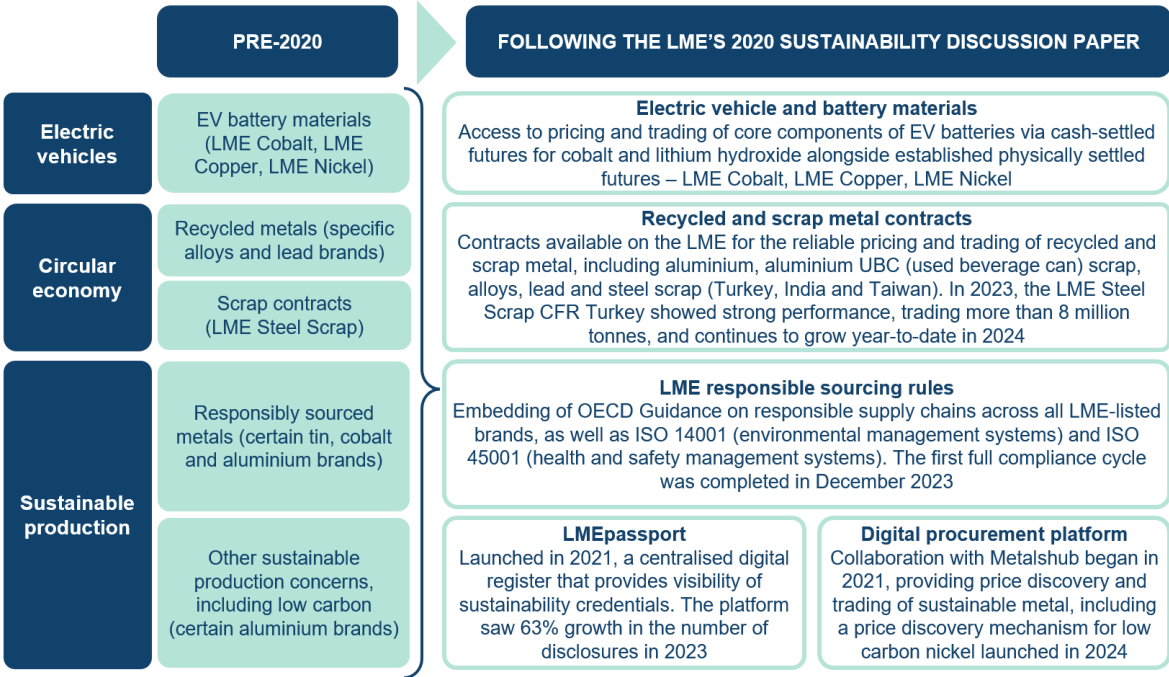 PRE-2020
FOLLOWING THE LME'S 2020 SUSTAINABILITY DISCUSSION PAPER
Electric
vehicles
EV battery materials
(LME Cobalt, LME
Copper, LME Nickel)
Electric vehicle and battery materials
Access to pricing and trading of core components of EV batteries via cash-settled
futures for cobalt and lithium hydroxide alongside established physically settled
futures – LME Cobalt, LME Copper, LME Nickel
Circular
economy
Recycled metals (specific
alloys and lead brands)
Scrap contracts
(LME Steel Scrap)
Recycled and scrap metal contracts
Contracts available on the LME for the reliable pricing and trading of recycled and
scrap metal, including aluminium, aluminium UBC (used beverage can) scrap,
alloys, lead and steel scrap (Turkey, India and Taiwan). In 2023, the LME Steel
Scrap CFR Turkey showed strong performance, trading more than 8 million
tonnes, and continues to grow year-to-date in 2024
Sustainable
production
Responsibly sourced
metals (certain tin, cobalt
and aluminium brands)
LME responsible sourcing rules
Embedding of OECD Guidance on responsible supply chains across all LME-listed
brands, as well as ISO 14001 (environmental management systems) and ISO
45001 (health and safety management systems). The first full compliance cycle
was completed in December 2023
Other sustainable
production concerns,
including low carbon
(certain aluminium brands)
LMEpassport
Launched in 2021, a centralised digital
register that provides visibility of
sustainability credentials. The platform
saw 63% growth in the number of
disclosures in 2023
Digital procurement platform
Collaboration with Metalshub began in
2021, providing price discovery and
trading of sustainable metal, including
a price discovery mechanism for low
carbon nickel launched in 2024